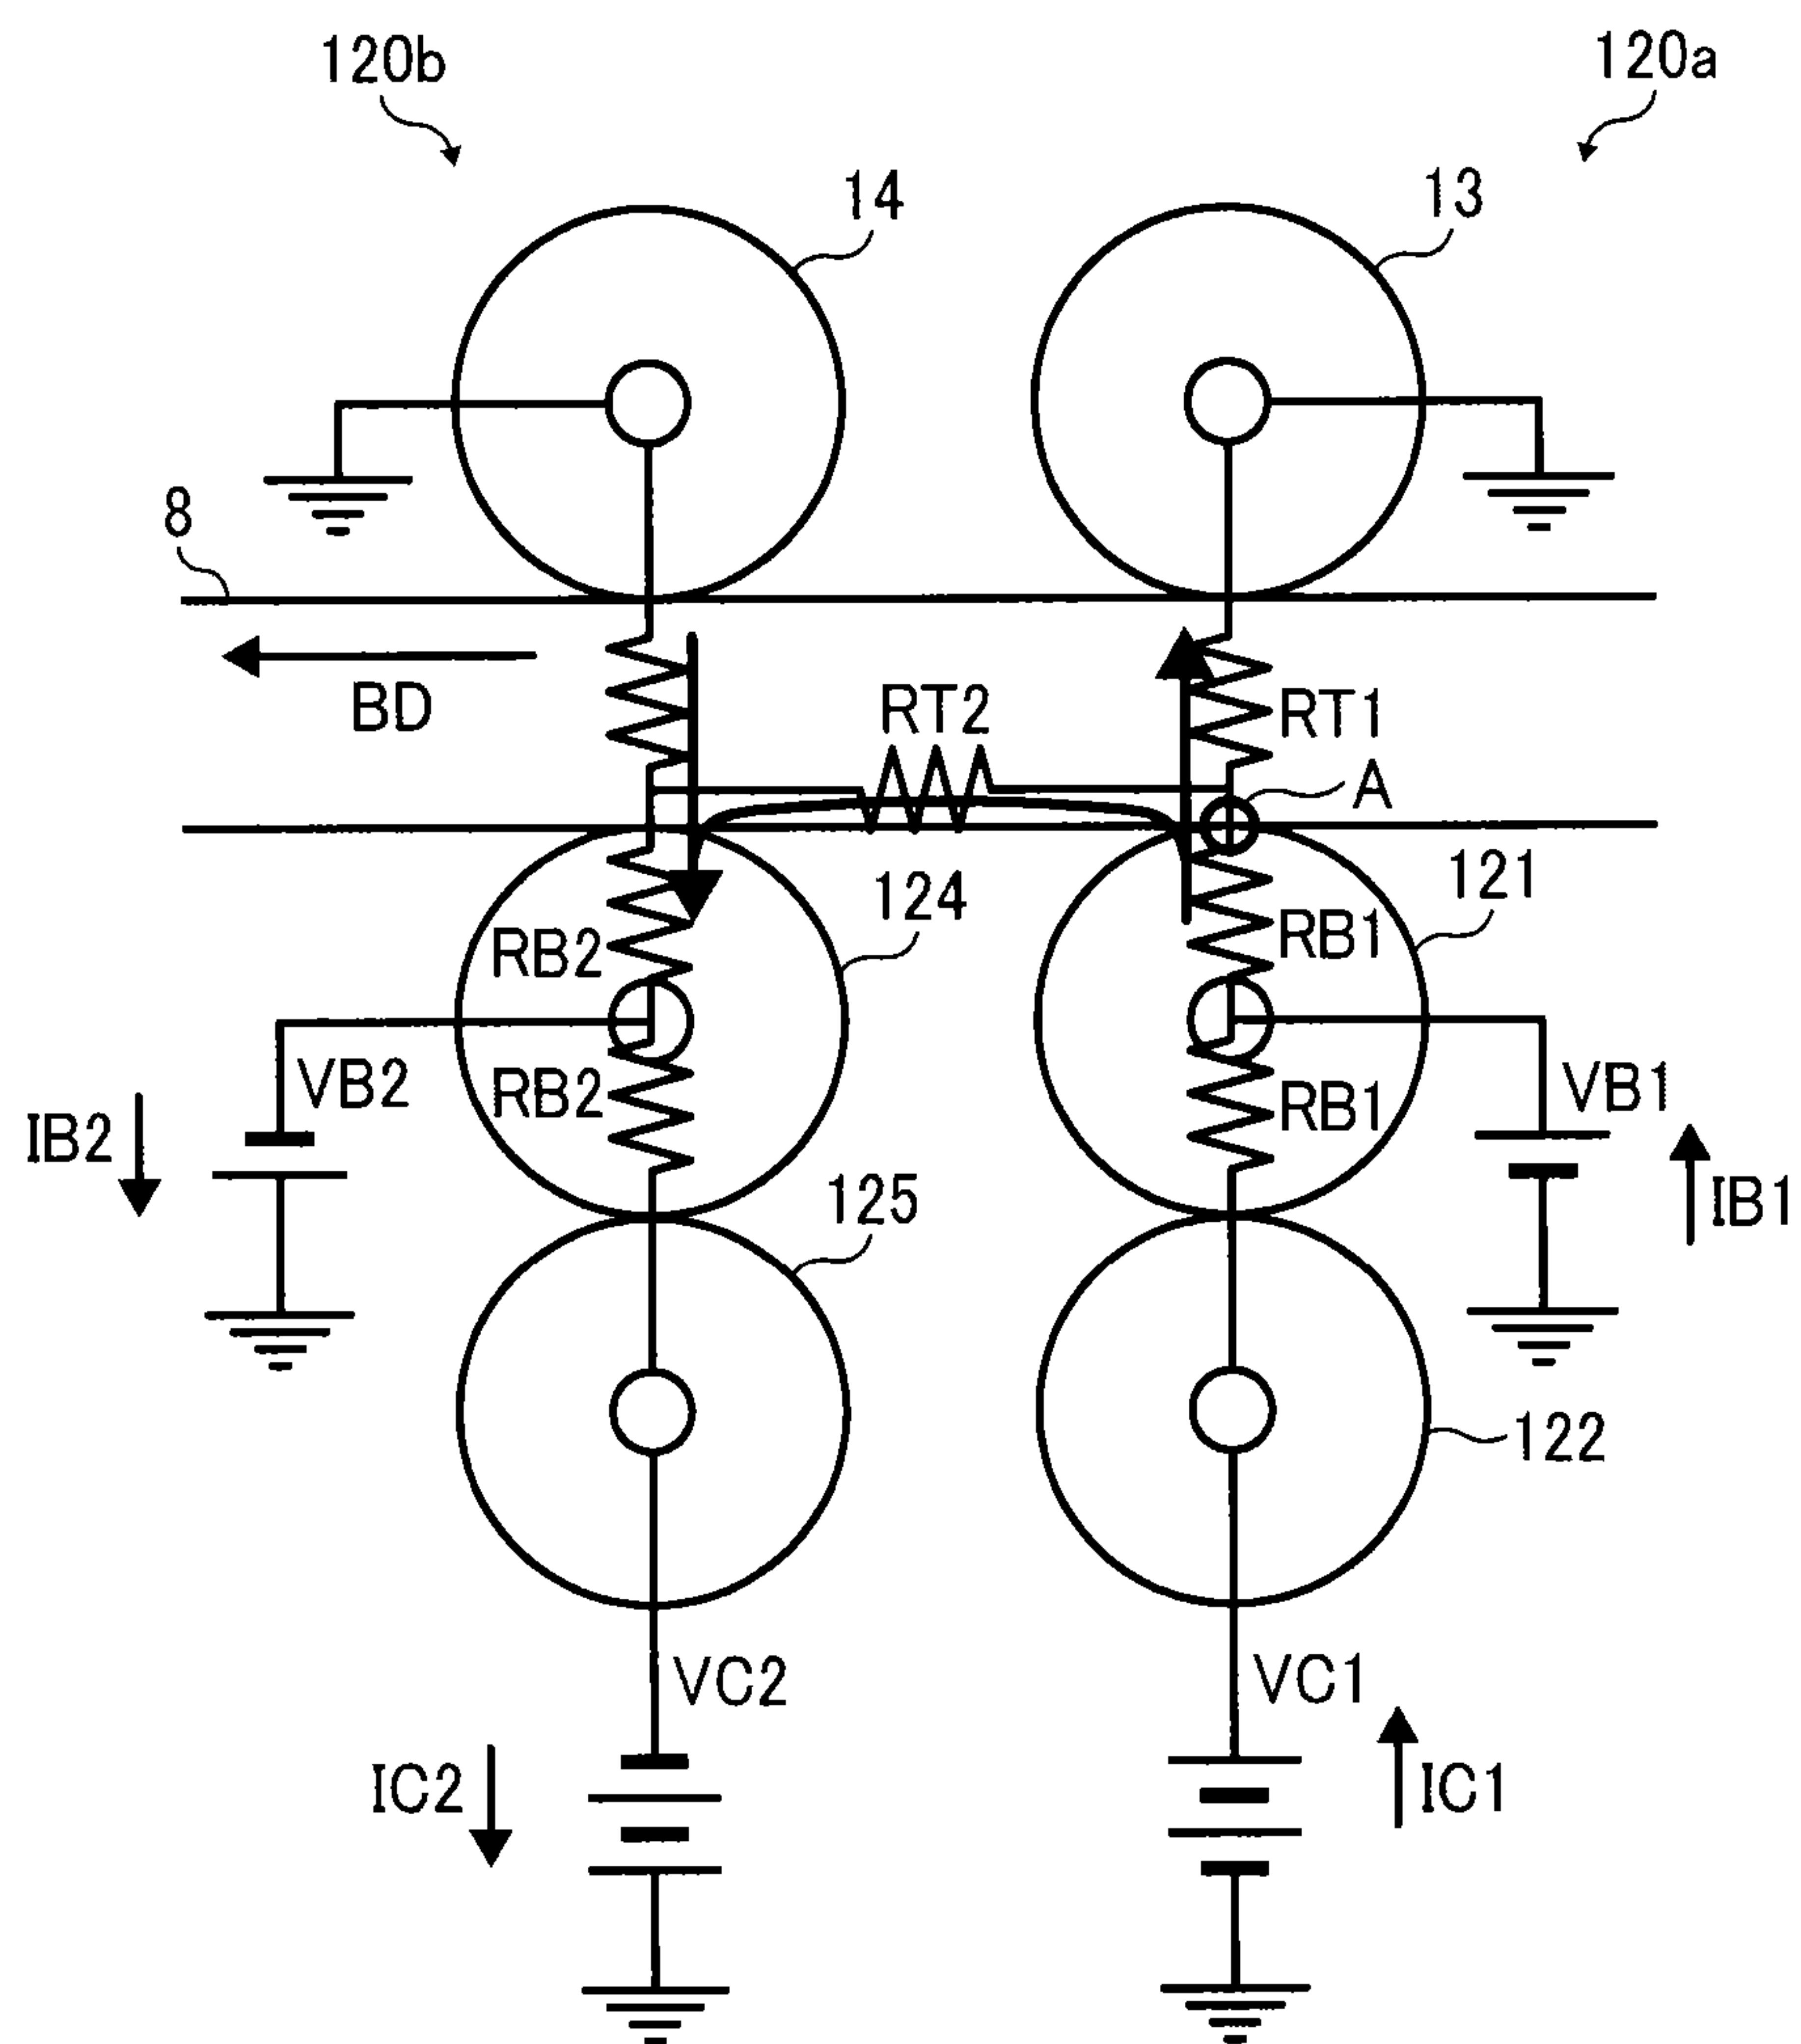 120b
120a
14
13
8
BD
RT2
RT1
A
121
124
RB2
RB1
VB2
RB2
RB1
VB1
IB2
IB1
125
122
VC2
VC1
IC2
IC1